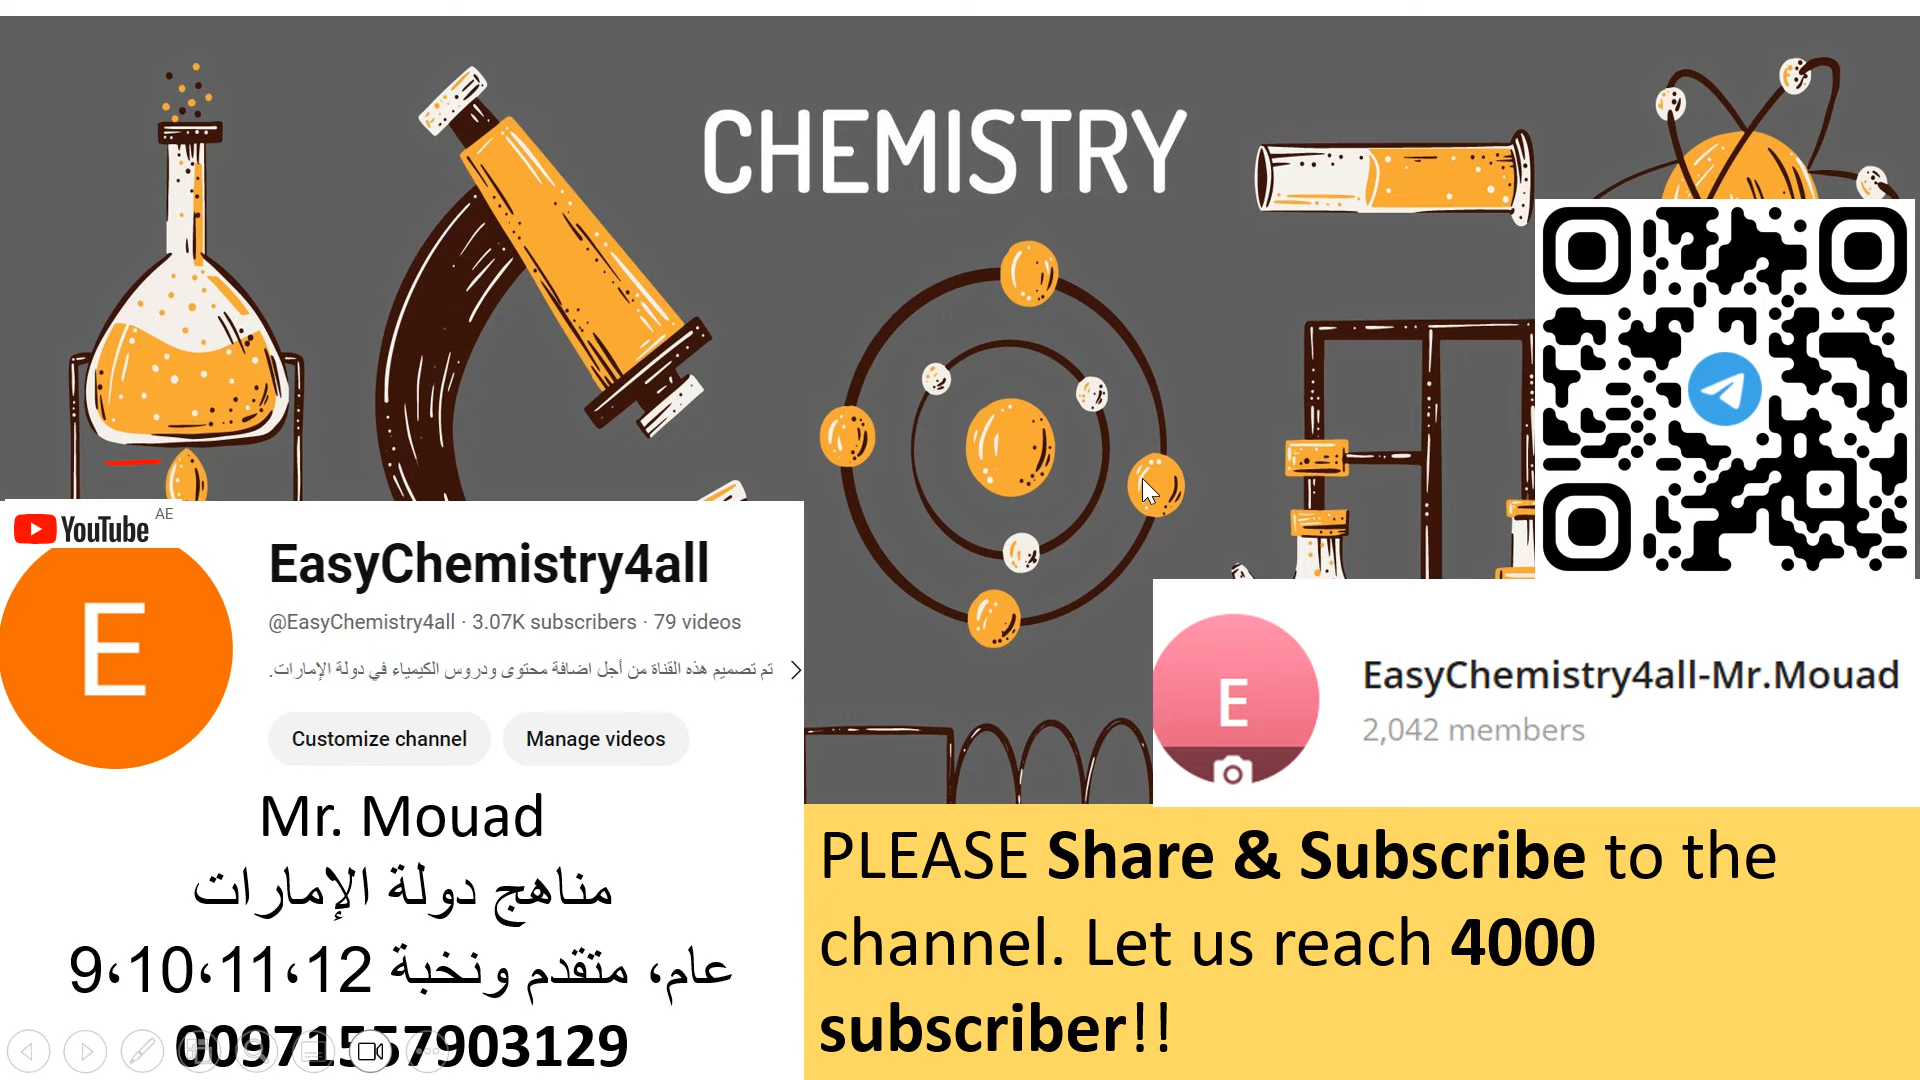 CHEMISTRY
YouTube AE
E
EasyChemistry4all
@EasyChemistry4all · 3.07K subscribers · 79 videos
تم تصميم هذه القناة من أجل اضافة محتوى ودروس الكيمياء في دولة الإمارات.
Customize channel
Manage videos
Mr. Mouad
مناهج دولة الإمارات
عام، متقدم ونخبة 12،11،10،9
00971557903129
E
EasyChemistry4all-Mr.Mouad
2,042 members
PLEASE Share & Subscribe to the
channel. Let us reach 4000
subscriber!!